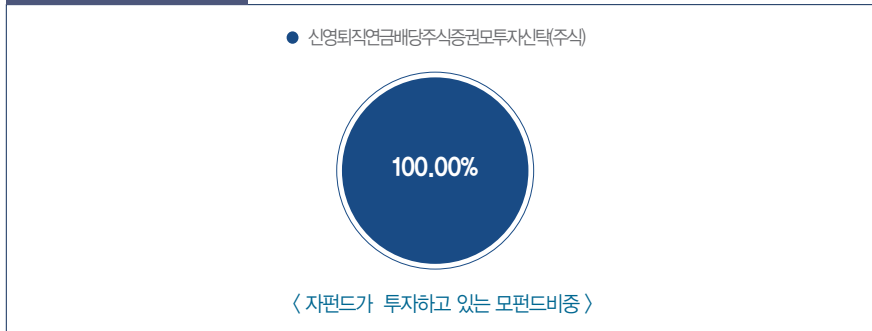 ● 신영퇴직연금배당주식증권모투자신탁(주식)
100.00%
〈 자펀드가 투자하고 있는 모펀드비중 〉